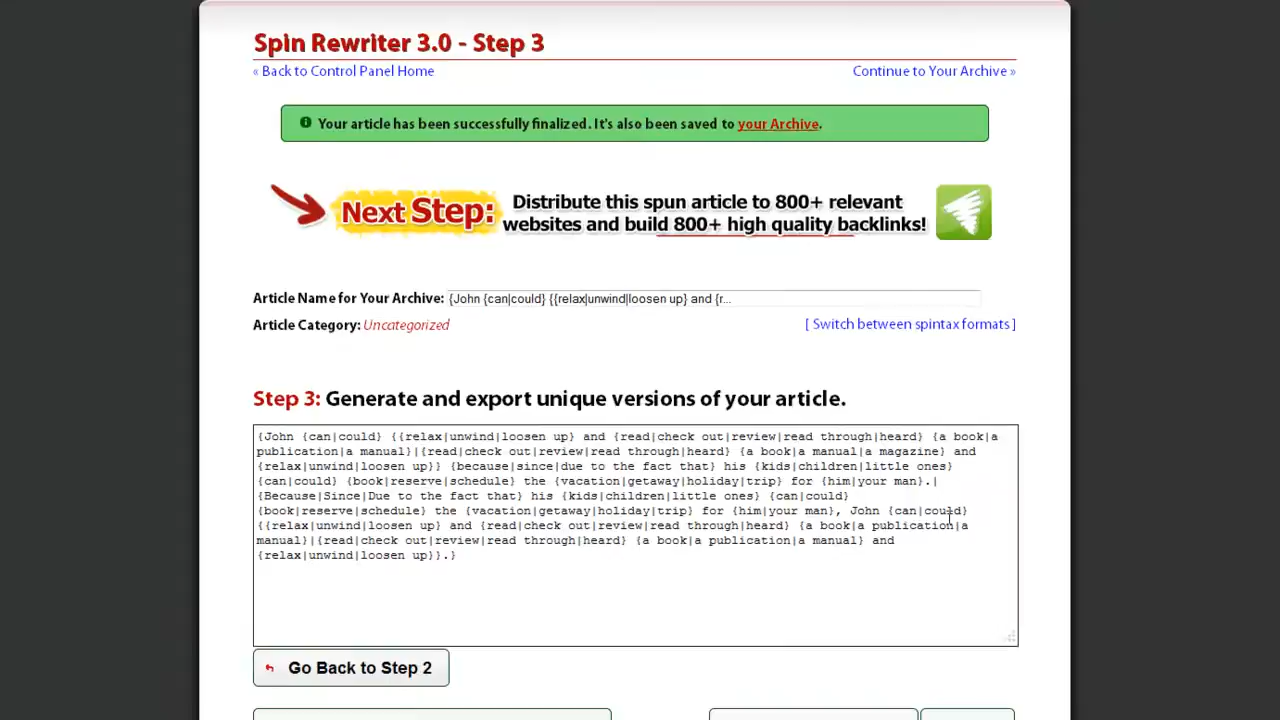 Spin Rewriter 3.0 - Step 3
« Back to Control Panel Home
Continue to Your Archive »
Your article has been successfully finalized. It's also been saved to your Archive.
Next Step:
Distribute this spun article to 800+ relevant
websites and build 800+ high quality backlinks!
Article Name for Your Archive: {John {can|could} {{relax|unwind|loosen up} and {r...
Article Category: Uncategorized
[ Switch between spintax formats ]
Step 3: Generate and export unique versions of your article.
{John {can|could} {{relax|unwind|loosen up} and {read|check out|review|read through|heard} {a book|a
publication|a manual}|{read|check out|review|read through|heard} {a book|a manual|a magazine} and
{relax|unwind|loosen up}} {because|since|due to the fact that} his {kids|children|little ones}
{can|could} {book|reserve|schedule} the {vacation|getaway|holiday|trip} for {him|your man}.|
{Because|Since|Due to the fact that} his {kids|children|little ones} {can|could}
{book|reserve|schedule} the {vacation|getaway|holiday|trip} for {him|your man}, John {can|could}
{{relax|unwind|loosen up} and {read|check out|review|read through|heard} {a book|a publication|a
manual}|{read|check out|review|read through|heard} {a book|a publication|a manual} and
{relax|unwind|loosen up}}.}
Go Back to Step 2